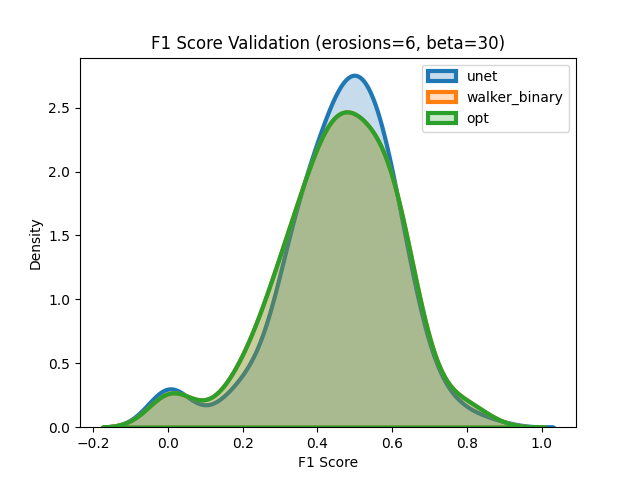 F1 Score Validation (erosions=6, beta=30)
unet
walker_binary
opt
Density
2.5
2.0
1.5
1.0
0.5
0.0
−0.2 0.0 0.2 0.4 0.6 0.8 1.0
F1 Score